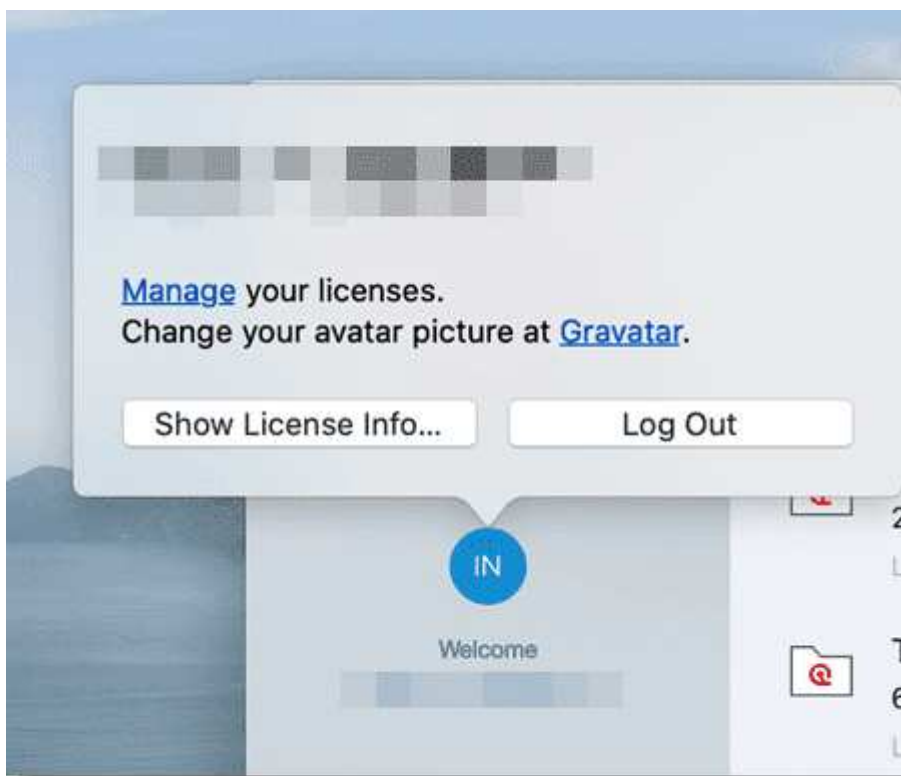 Manage your licenses.
Change your avatar picture at Gravatar.
Show License Info...
Log Out
IN
Welcome